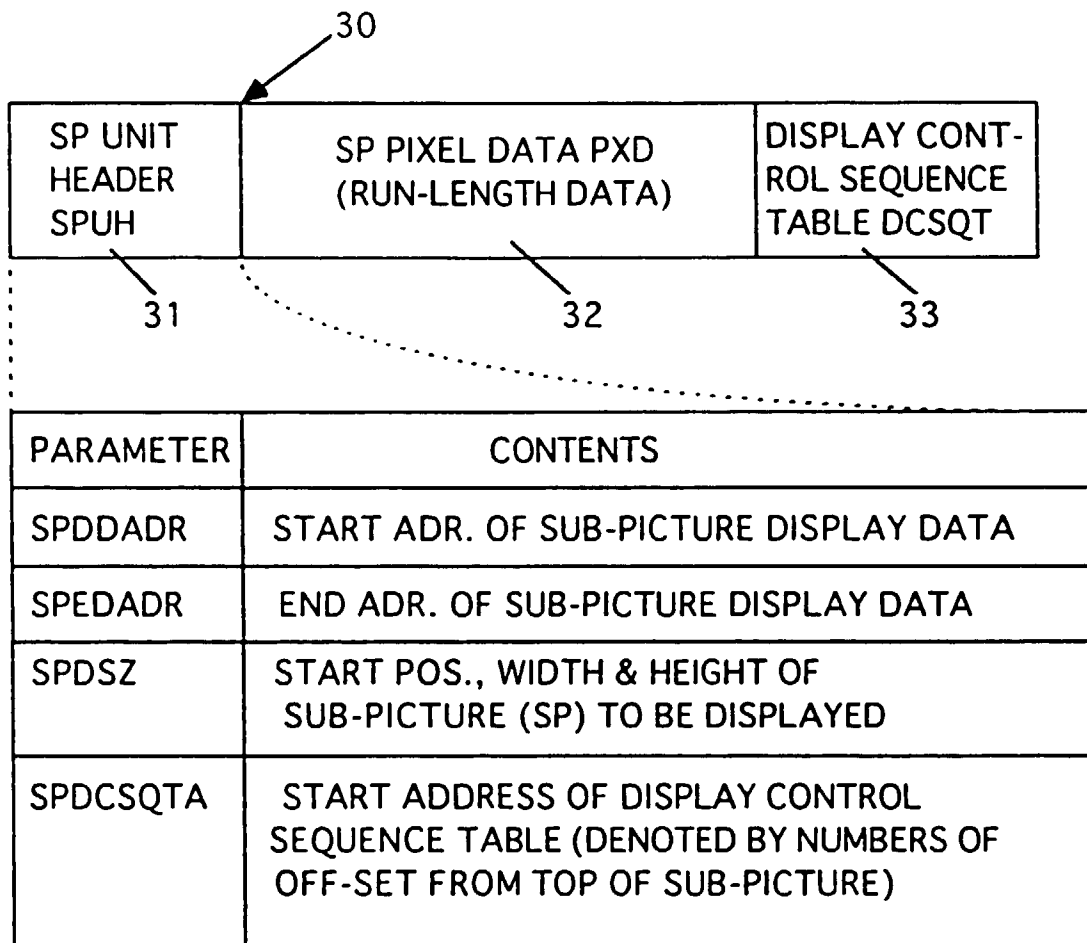 30
SP UNIT
HEADER
SPUH
SP PIXEL DATA PXD
(RUN-LENGTH DATA)
DISPLAY CONT-
ROL SEQUENCE
TABLE DCSQT
31
32
33
PARAMETER CONTENTS
SPDDADR START ADR. OF SUB-PICTURE DISPLAY DATA
SPEDADR END ADR. OF SUB-PICTURE DISPLAY DATA
SPDSZ START POS., WIDTH & HEIGHT OF
SUB-PICTURE (SP) TO BE DISPLAYED
SPDCSQTA START ADDRESS OF DISPLAY CONTROL
SEQUENCE TABLE (DENOTED BY NUMBERS OF
OFF-SET FROM TOP OF SUB-PICTURE)